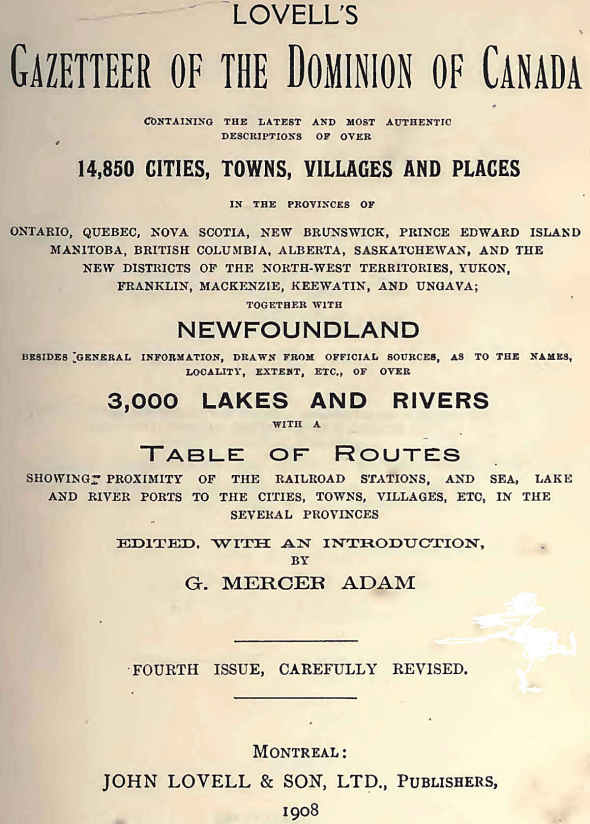 LOVELL'S
GAZETTEER OF THE DOMINION OF CANADA
CONTAINING THE LATEST AND MOST AUTHENTIC
DESCRIPTIONS OF OVER
14,850 CITIES, TOWNS, VILLAGES AND PLACES
IN THE PROVINCES OF
ONTARIO, QUEBEC, NOVA SCOTIA, NEW BRUNSWICK, PRINCE EDWARD ISLAND
MANITOBA, BRITISH COLUMBIA, ALBERTA, SASKATCHEWAN, AND THE
NEW DISTRICTS OF THE NORTH-WEST TERRITORIES, YUKON,
FRANKLIN, MACKENZIE, KEEWATIN, AND UNGAVA;
TOGETHER WITH
NEWFOUNDLAND
BESIDES GENERAL INFORMATION, DRAWN FROM OFFICIAL SOURCES, AS TO THE NAMES,
LOCALITY, EXTENT, ETC., OF OVER
3,000 LAKES AND RIVERS
WITH A
TABLE OF ROUTES
SHOWING PROXIMITY OF THE RAILROAD STATIONS, AND SEA, LAKE
AND RIVER PORTS TO THE CITIES, TOWNS, VILLAGES, ETC, IN THE
SEVERAL PROVINCES
EDITED, WITH AN INTRODUCTION,
BY
G. MERCER ADAM
FOURTH ISSUE, CAREFULLY REVISED.
MONTREAL:
JOHN LOVELL & SON, LTD., PUBLISHERS,
1908